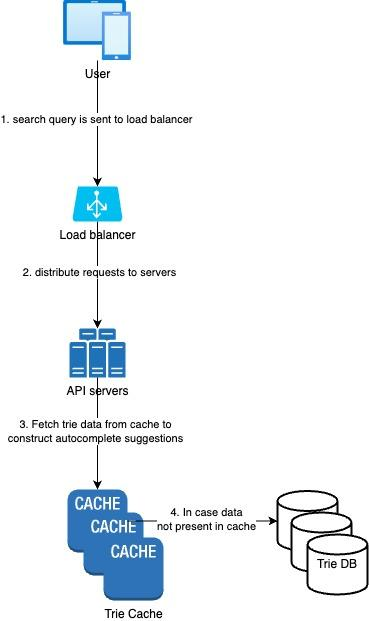 User
1. search query is sent to load balancer
Load balancer
2. distribute requests to servers
API servers
3. Fetch trie data from cache to
construct autocomplete suggestions
CACHE
CACHE
CACHE
4. In case data
not present in cache
Trie DB
Trie Cache